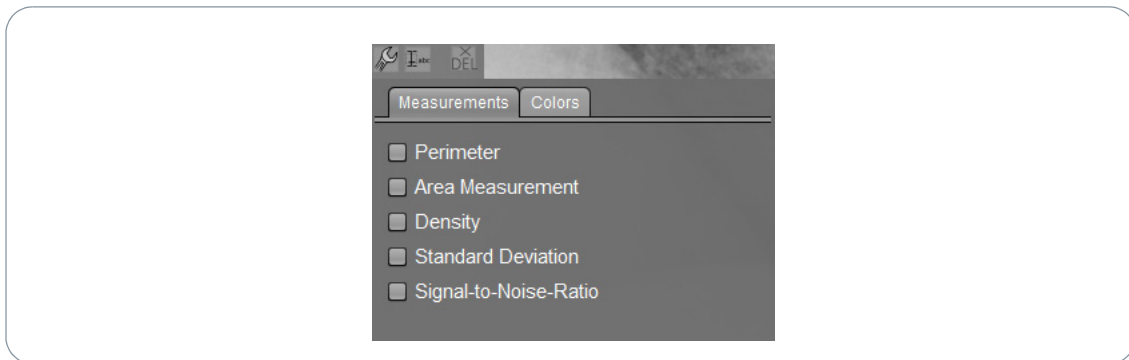 abc
DEL
Measurements Colors
Perimeter
Area Measurement
Density
Standard Deviation
Signal-to-Noise-Ratio